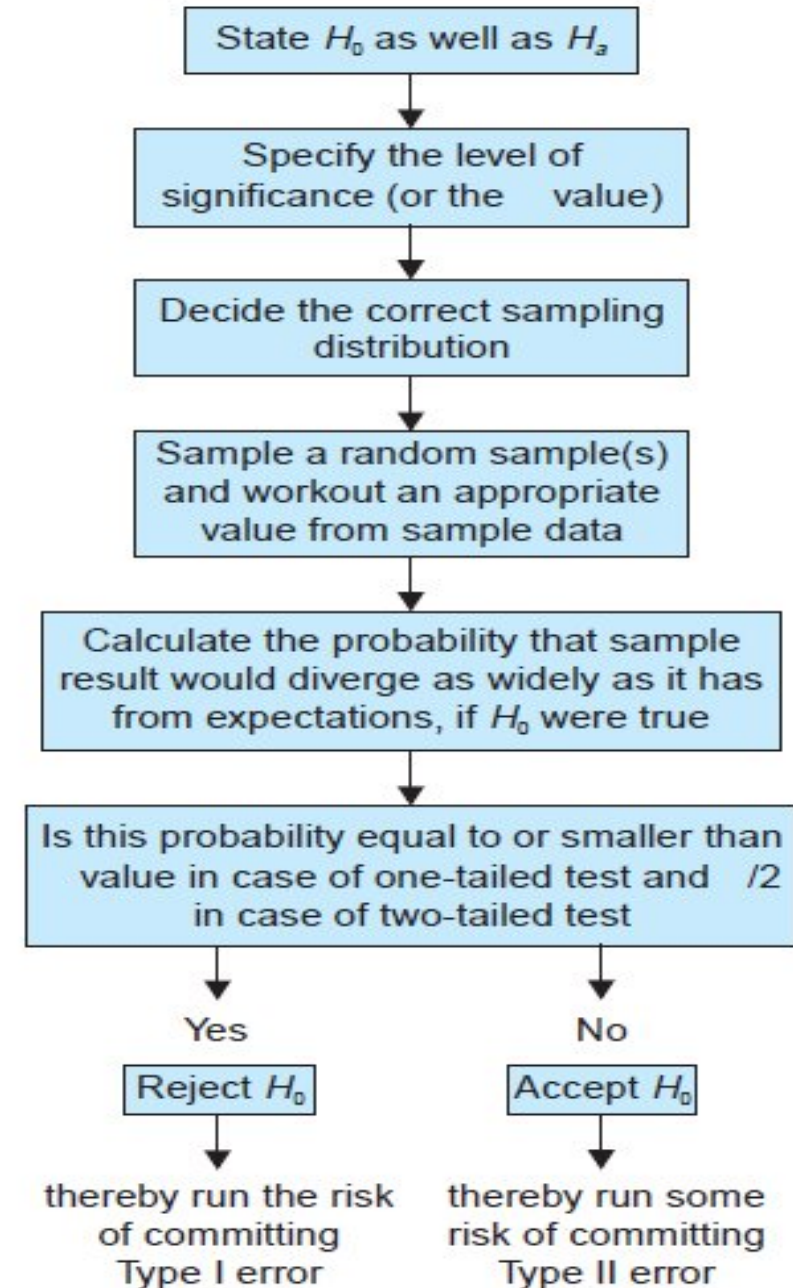 State H₀ as well as Hₐ
Specify the level of
significance (or the value)
Decide the correct sampling
distribution
Sample a random sample(s)
and workout an appropriate
value from sample data
Calculate the probability that sample
result would diverge as widely as it has
from expectations, if H₀ were true
Is this probability equal to or smaller than
value in case of one-tailed test and /2
in case of two-tailed test
Yes
No
Reject H₀
Accept H₀
thereby run the risk
of committing
Type I error
thereby run some
risk of committing
Type II error